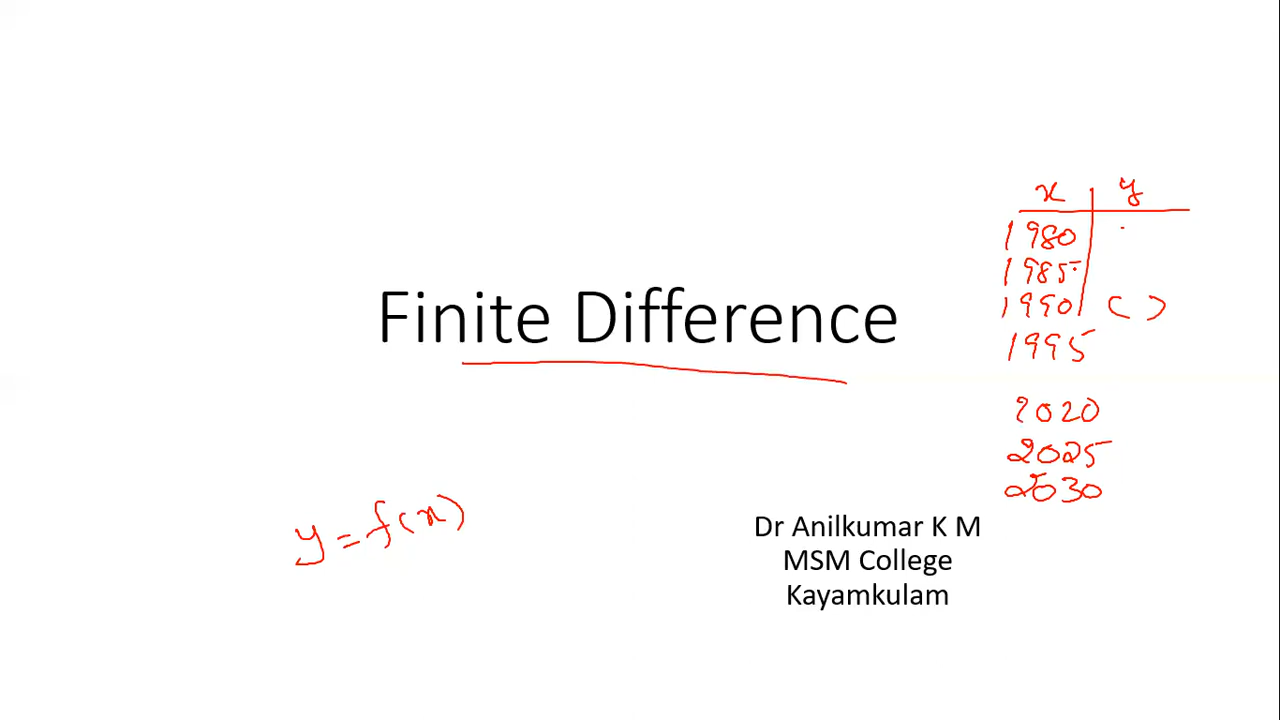 x y
1980
1985
1990 ( )
1995
Finite Difference
2020
2025
2030
y = f(x)
Dr Anilkumar K M
MSM College
Kayamkulam